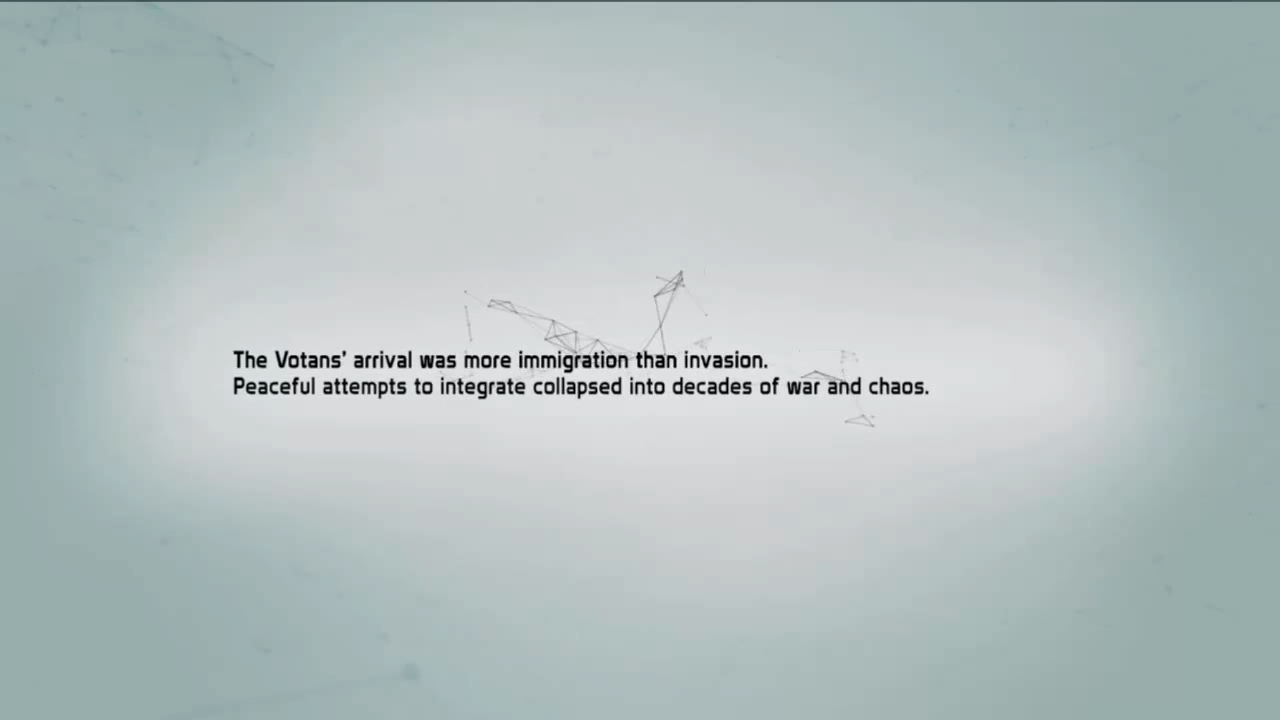 The Votans’ arrival was more immigration than invasion.
Peaceful attempts to integrate collapsed into decades of war and chaos.